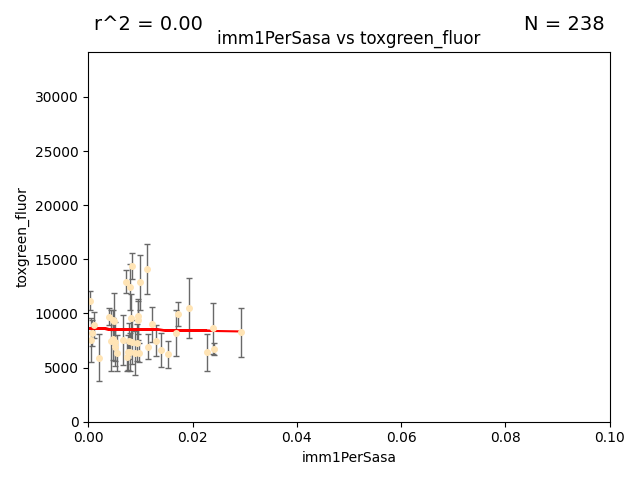 r^2 = 0.00
N = 238
imm1PerSasa vs toxgreen_fluor
30000
25000
20000
15000
10000
5000
0
toxgreen_fluor
0.00 0.02 0.04 0.06 0.08 0.10
imm1PerSasa